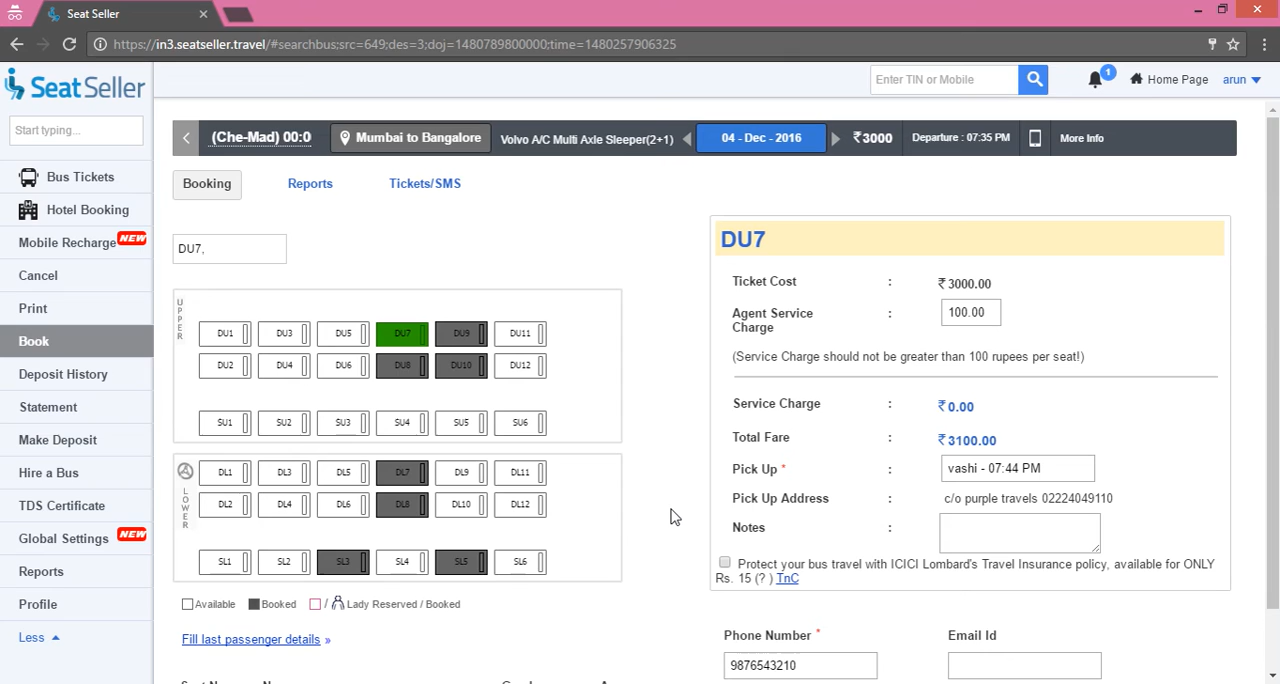 Seat Seller
https://in3.seatseller.travel/#searchbus;src=649;des=3;doj=1480789800000;time=1480257906325
SeatSeller
Enter TIN or Mobile
1
Home Page
arun
Start typing...
Bus Tickets
Hotel Booking
Mobile Recharge NEW
Cancel
Print
Book
Deposit History
Statement
Make Deposit
Hire a Bus
TDS Certificate
Global Settings NEW
Reports
Profile
Less
(Che-Mad) 00:0 Mumbai to Bangalore Volvo A/C Multi Axle Sleeper(2+1) 04 - Dec - 2016 ₹3000 Departure : 07:35 PM More Info
Booking Reports Tickets/SMS
DU7,
UPPER
DU1 DU3 DU5 DU7 DU9 DU11
DU2 DU4 DU6 DU8 DU10 DU12
SU1 SU2 SU3 SU4 SU5 SU6
LOWER
DL1 DL3 DL5 DL7 DL9 DL11
DL2 DL4 DL6 DL8 DL10 DL12
SL1 SL2 SL3 SL4 SL5 SL6
Available Booked / Lady Reserved / Booked
Fill last passenger details »
DU7
Ticket Cost : ₹3000.00
Agent Service Charge : 100.00
(Service Charge should not be greater than 100 rupees per seat!)
Service Charge : ₹0.00
Total Fare : ₹3100.00
Pick Up * : vashi - 07:44 PM
Pick Up Address : c/o purple travels 02224049110
Notes :
Protect your bus travel with ICICI Lombard's Travel Insurance policy, available for ONLY
Rs. 15 (? ) TnC
Phone Number * Email Id
9876543210